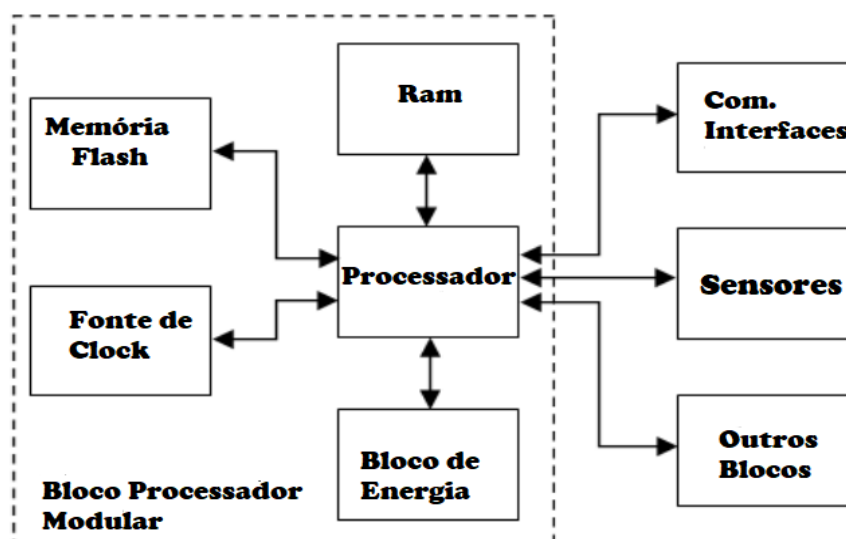 Ram
Com.
Interfaces
Memória
Flash
Processador
Sensores
Fonte de
Clock
Bloco de
Energia
Outros
Blocos
Bloco Processador
Modular